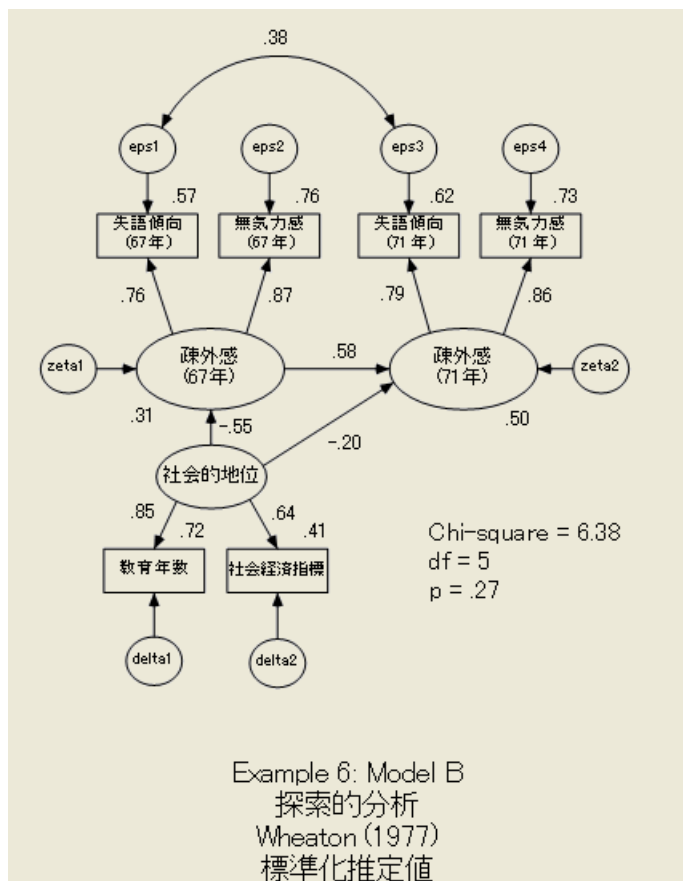 .38
eps1
eps2
eps3
eps4
.57
.76
.62
.73
失語傾向
(67年)
無気力感
(67年)
失語傾向
(71年)
無気力感
(71年)
.76
.87
.79
.86
zeta1
疎外感
(67年)
.58
疎外感
(71年)
zeta2
.31
-.55
-.20
.50
社会的地位
.85
.72
.64
.41
教育年数
社会経済指標
Chi-square = 6.38
df = 5
p = .27
delta1
delta2
Example 6: Model B
探索的分析
Wheaton (1977)
標準化推定値